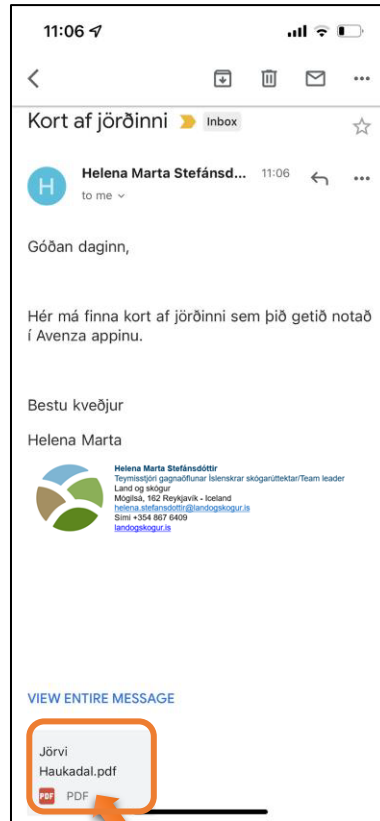 11:06
Kort af jörðinni Inbox
H
Helena Marta Stefánsd... 11:06
to me
Góðan daginn,
Hér má finna kort af jörðinni sem þið getið notað
í Avenza appinu.
Bestu kveðjur
Helena Marta
Helena Marta Stefánsdóttir
Teymisstjóri gagnaöflunar Íslenskrar skógarúttektar/Team leader
Land og skógur
Mógilsá, 162 Reykjavík - Iceland
helena.stefansdottir@landogskogur.is
Sími +354 867 6409
landogskogur.is
VIEW ENTIRE MESSAGE
Jörvi
Haukadal.pdf
PDF PDF